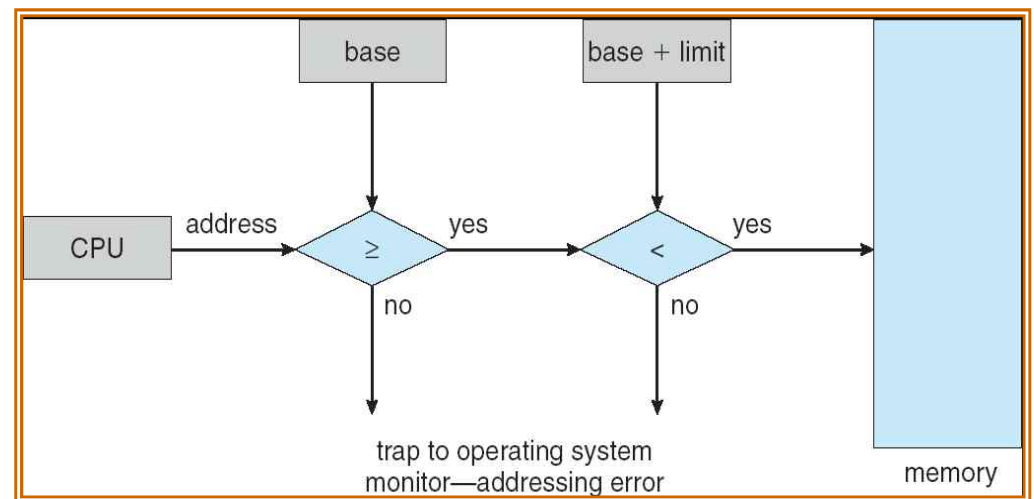 base
base + limit
CPU
address
≥
yes
<
yes
no
no
trap to operating system
monitor—addressing error
memory